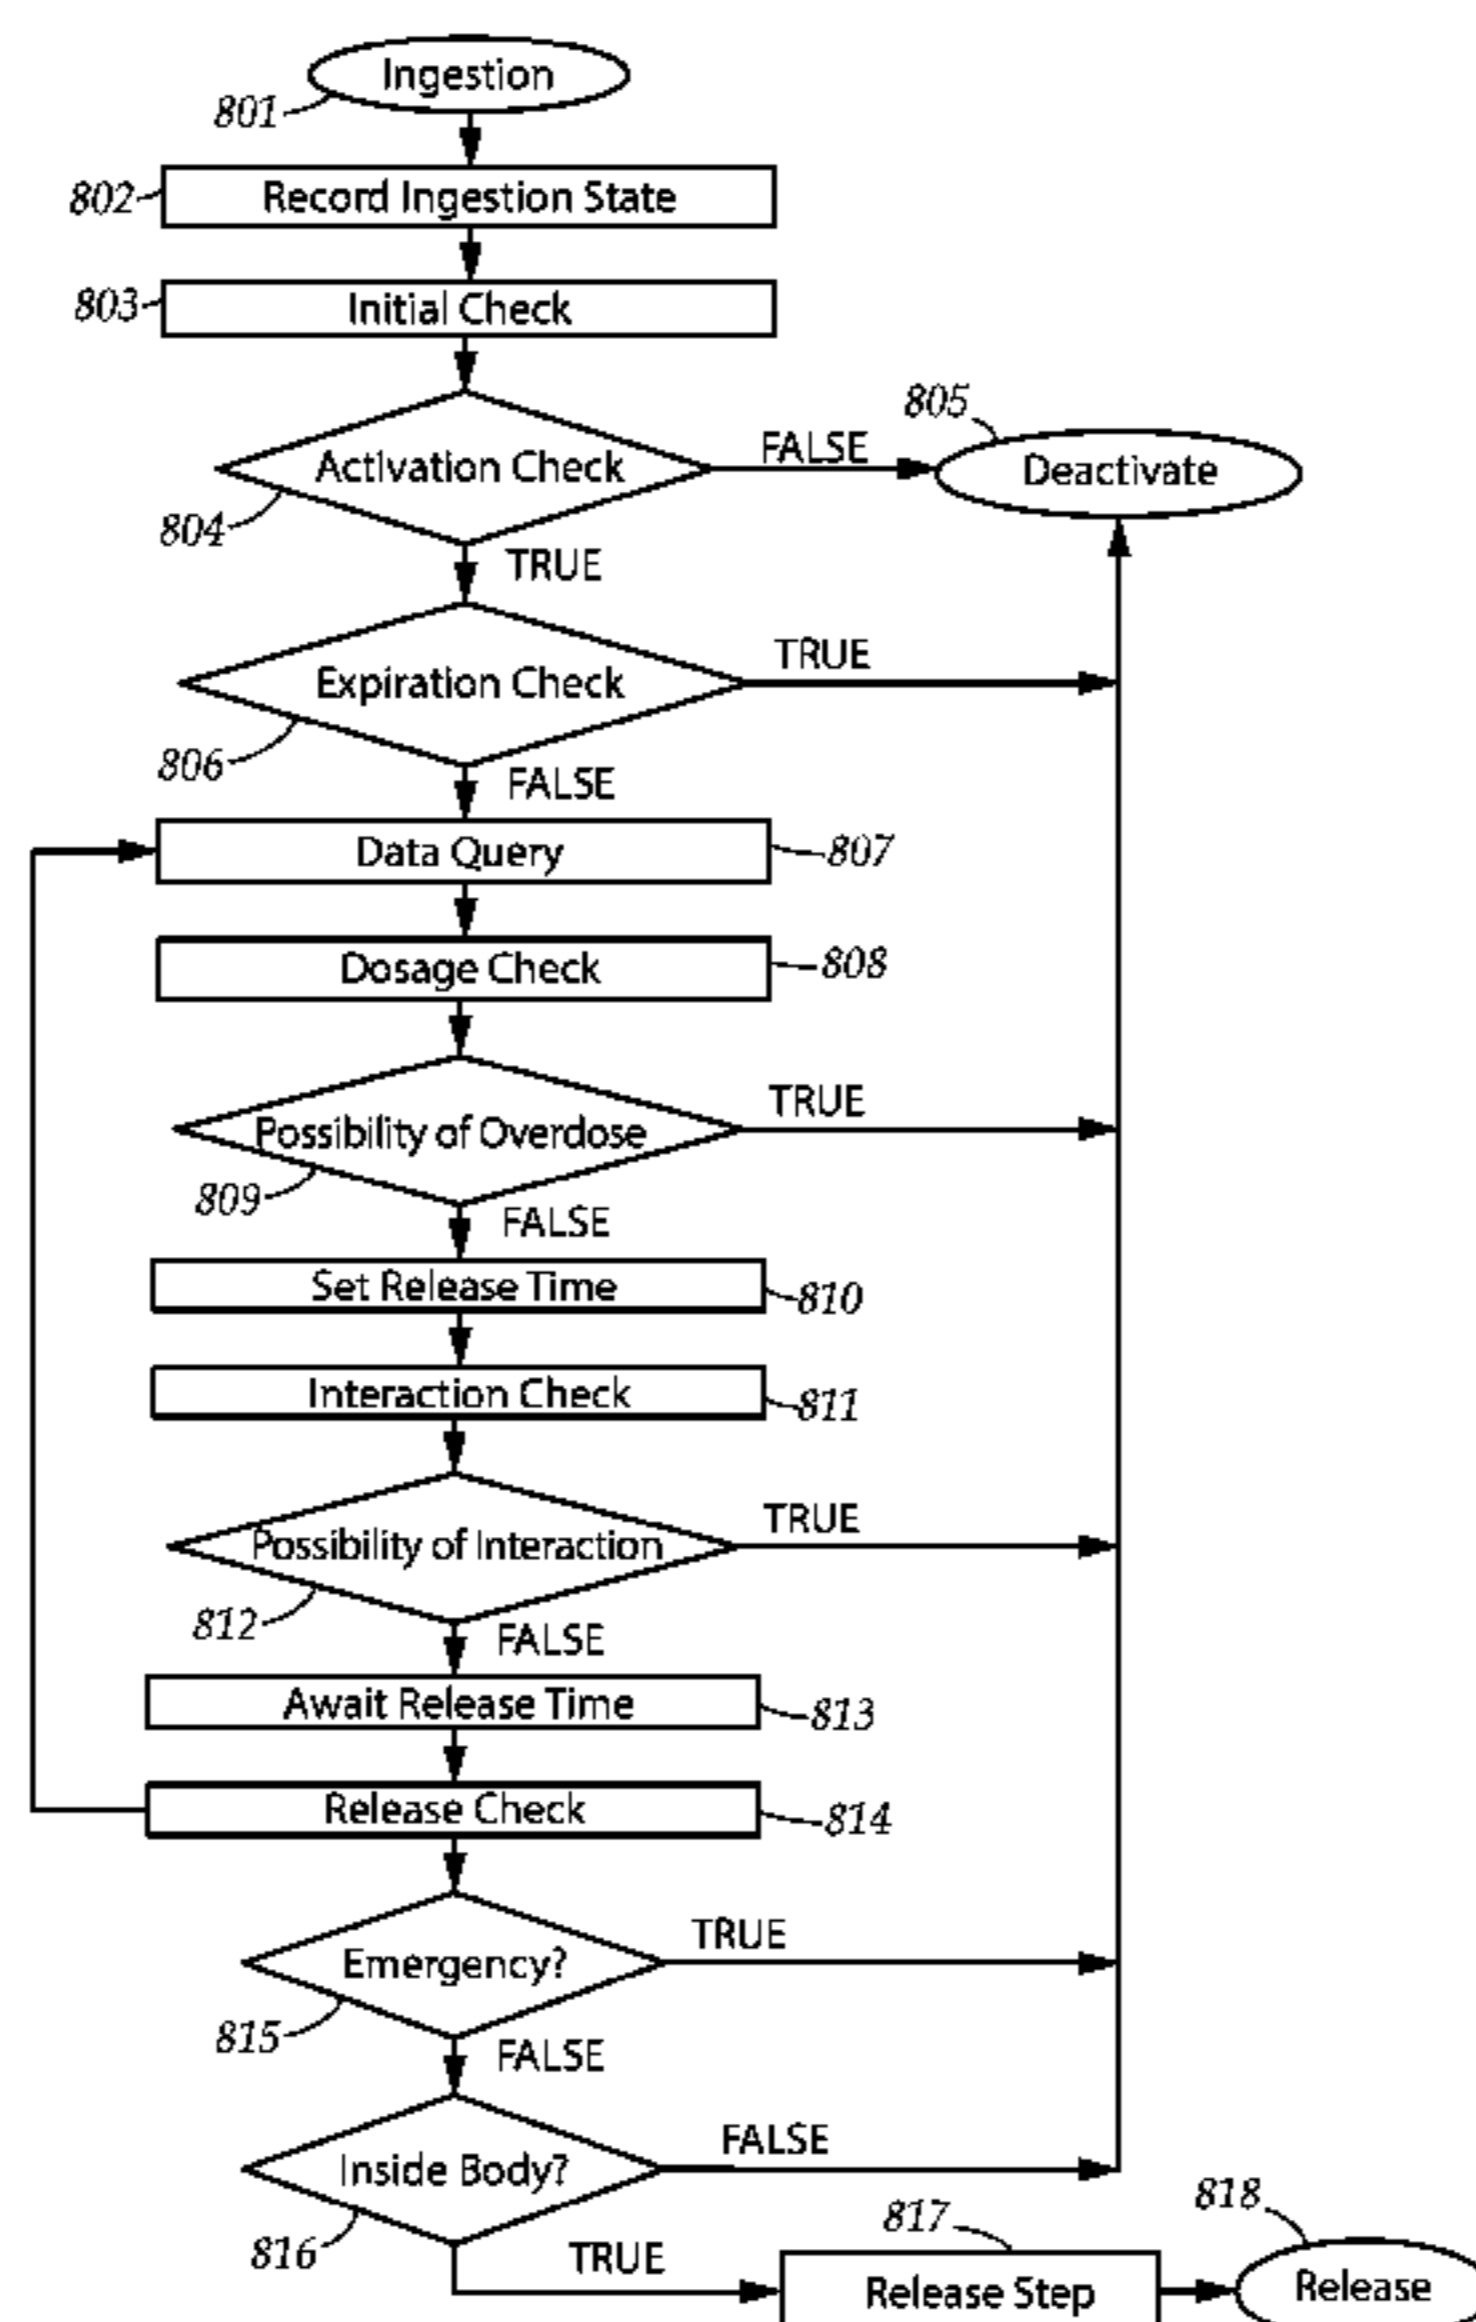 Ingestion
801
802
Record Ingestion State
803
Initial Check
805
Activation Check
FALSE
Deactivate
804
TRUE
Expiration Check
TRUE
806
FALSE
Data Query
807
Dosage Check
808
Possibility of Overdose
TRUE
809
FALSE
Set Release Time
810
Interaction Check
811
Possibility of Interaction
TRUE
812
FALSE
Await Release Time
813
Release Check
814
Emergency?
TRUE
815
FALSE
Inside Body?
FALSE
816
TRUE
817
Release Step
818
Release